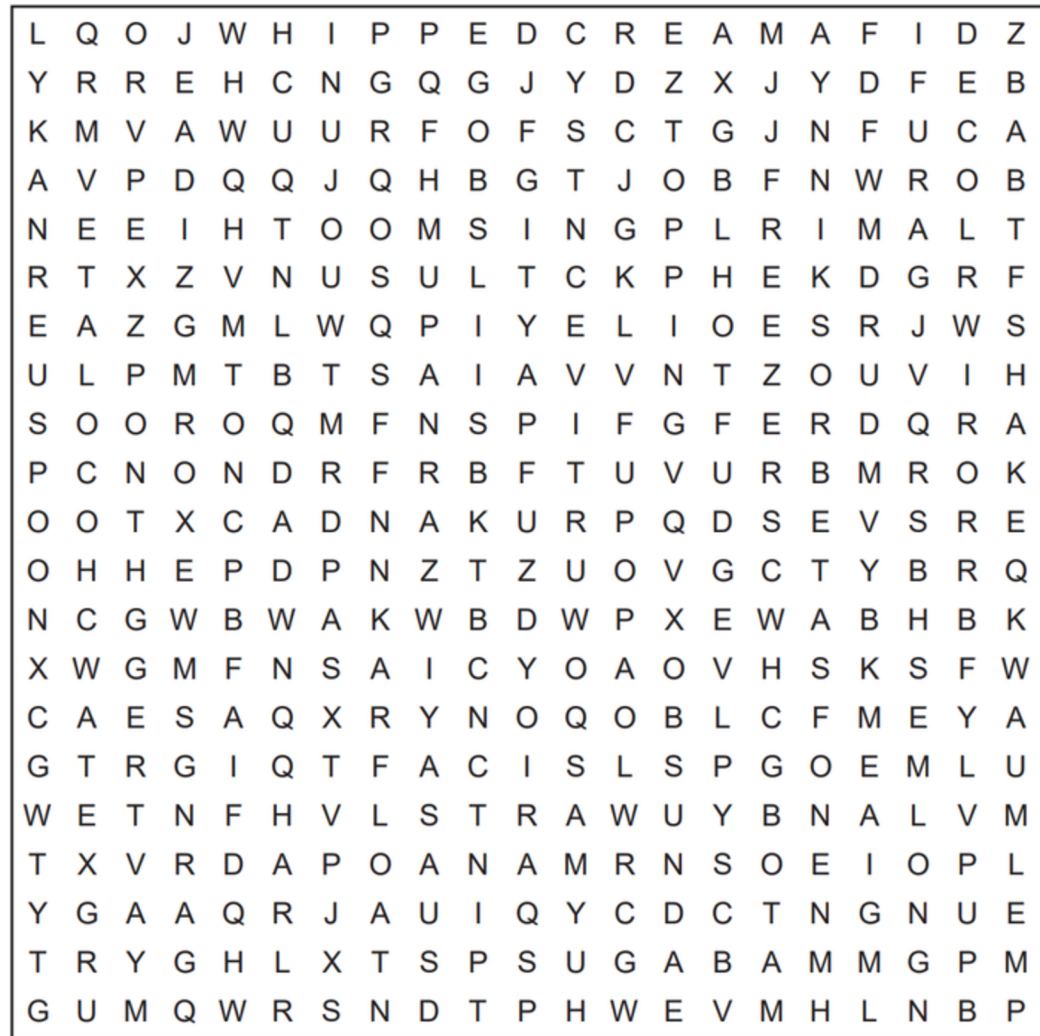 L Q O J W H I P P E D C R E A M A F I D Z
Y R R E H C N G Q G J Y D Z X J Y D F E B
K M V A W U U R F O F S C T G J N F U C A
A V P D Q Q J Q H B G T J O B F N W R O B
N E E I H T O O M S I N G P L R I M A L T
R T X Z V N U S U L T C K P H E K D G R F
E A Z G M L W Q P I Y E L I O E S R J W S
U L P M T B T S A I A V V N T Z O U V I H
S O O R O Q M F N S P I F G F E R D Q R A
P C N O N D R F R B F T U V U R B M R O K
O O T X C A D N A K U R P Q D S E V S R E
O H H E P D P N Z T Z U O V G C T Y B R Q
N C G W B W A K W B D W P X E W A B H B K
X W G M F N S A I C Y O A O V H S K S F W
C A E S A Q X R Y N O Q O B L C F M E Y A
G T R G I Q T F A C I S L S P G O E M L U
W E T N F H V L S T R A W U Y B N A L V M
T X V R D A P O A N A M R N S O E I O P L
Y G A A Q R J A U I Q Y C D C T N G N U E
T R Y G H L X T S P S U G A B A M M G P M
G U M Q W R S N D T P H W E V M H L N B P